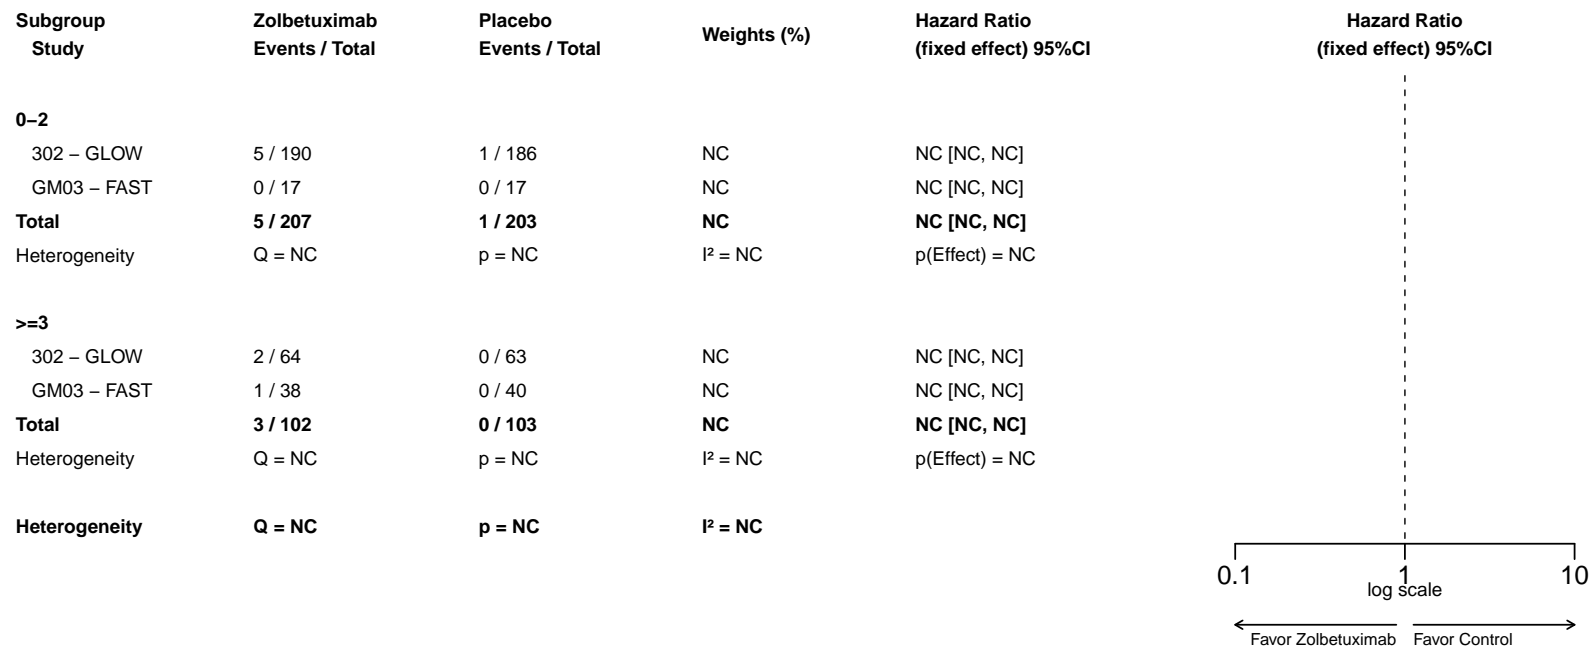 Subgroup Zolbetuximab Placebo Weights (%) Hazard Ratio Hazard Ratio
Study Events / Total Events / Total (fixed effect) 95%CI (fixed effect) 95%CI
0−2
302 − GLOW 5 / 190 1 / 186 NC NC [NC, NC]
GM03 − FAST 0 / 17 0 / 17 NC NC [NC, NC]
Total 5 / 207 1 / 203 NC NC [NC, NC]
Heterogeneity Q = NC p = NC I² = NC p(Effect) = NC
>=3
302 − GLOW 2 / 64 0 / 63 NC NC [NC, NC]
GM03 − FAST 1 / 38 0 / 40 NC NC [NC, NC]
Total 3 / 102 0 / 103 NC NC [NC, NC]
Heterogeneity Q = NC p = NC I² = NC p(Effect) = NC
Heterogeneity Q = NC p = NC I² = NC
0.1 1 10
log scale
Favor Zolbetuximab Favor Control